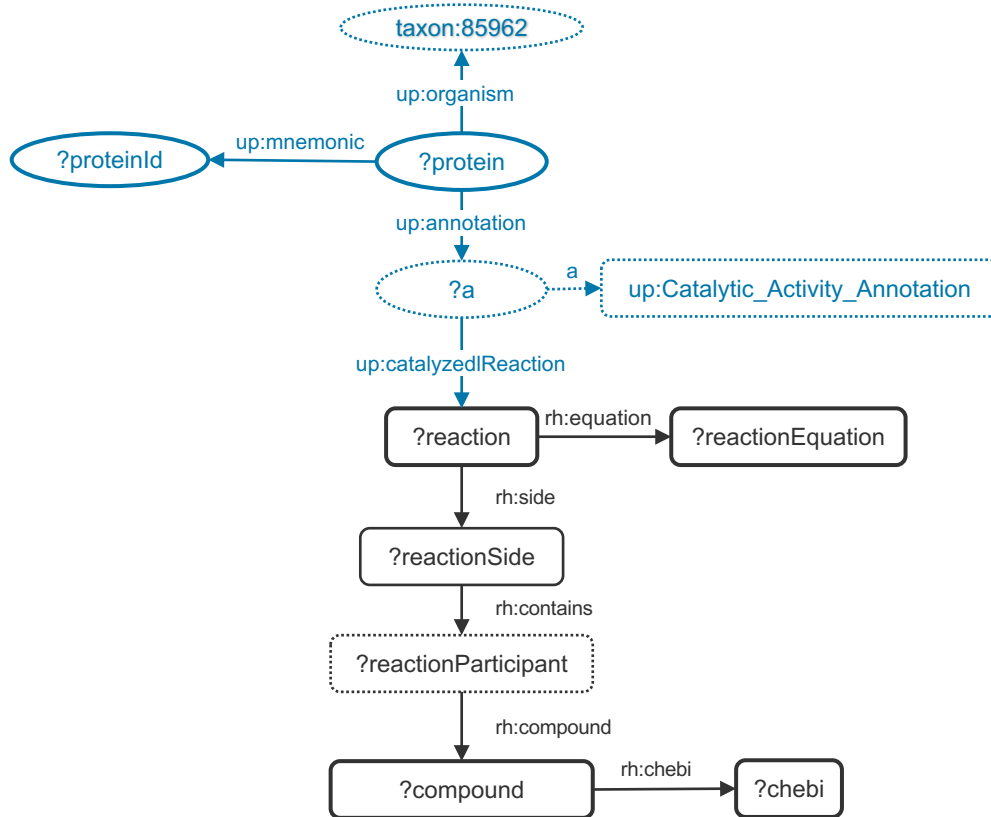 taxon:85962
up:organism
up:mnemonic
?proteinId
?protein
up:annotation
?a
a
up:Catalytic_Activity_Annotation
up:catalyzedlReaction
?reaction
rh:equation
?reactionEquation
rh:side
?reactionSide
rh:contains
?reactionParticipant
rh:compound
?compound
rh:chebi
?chebi